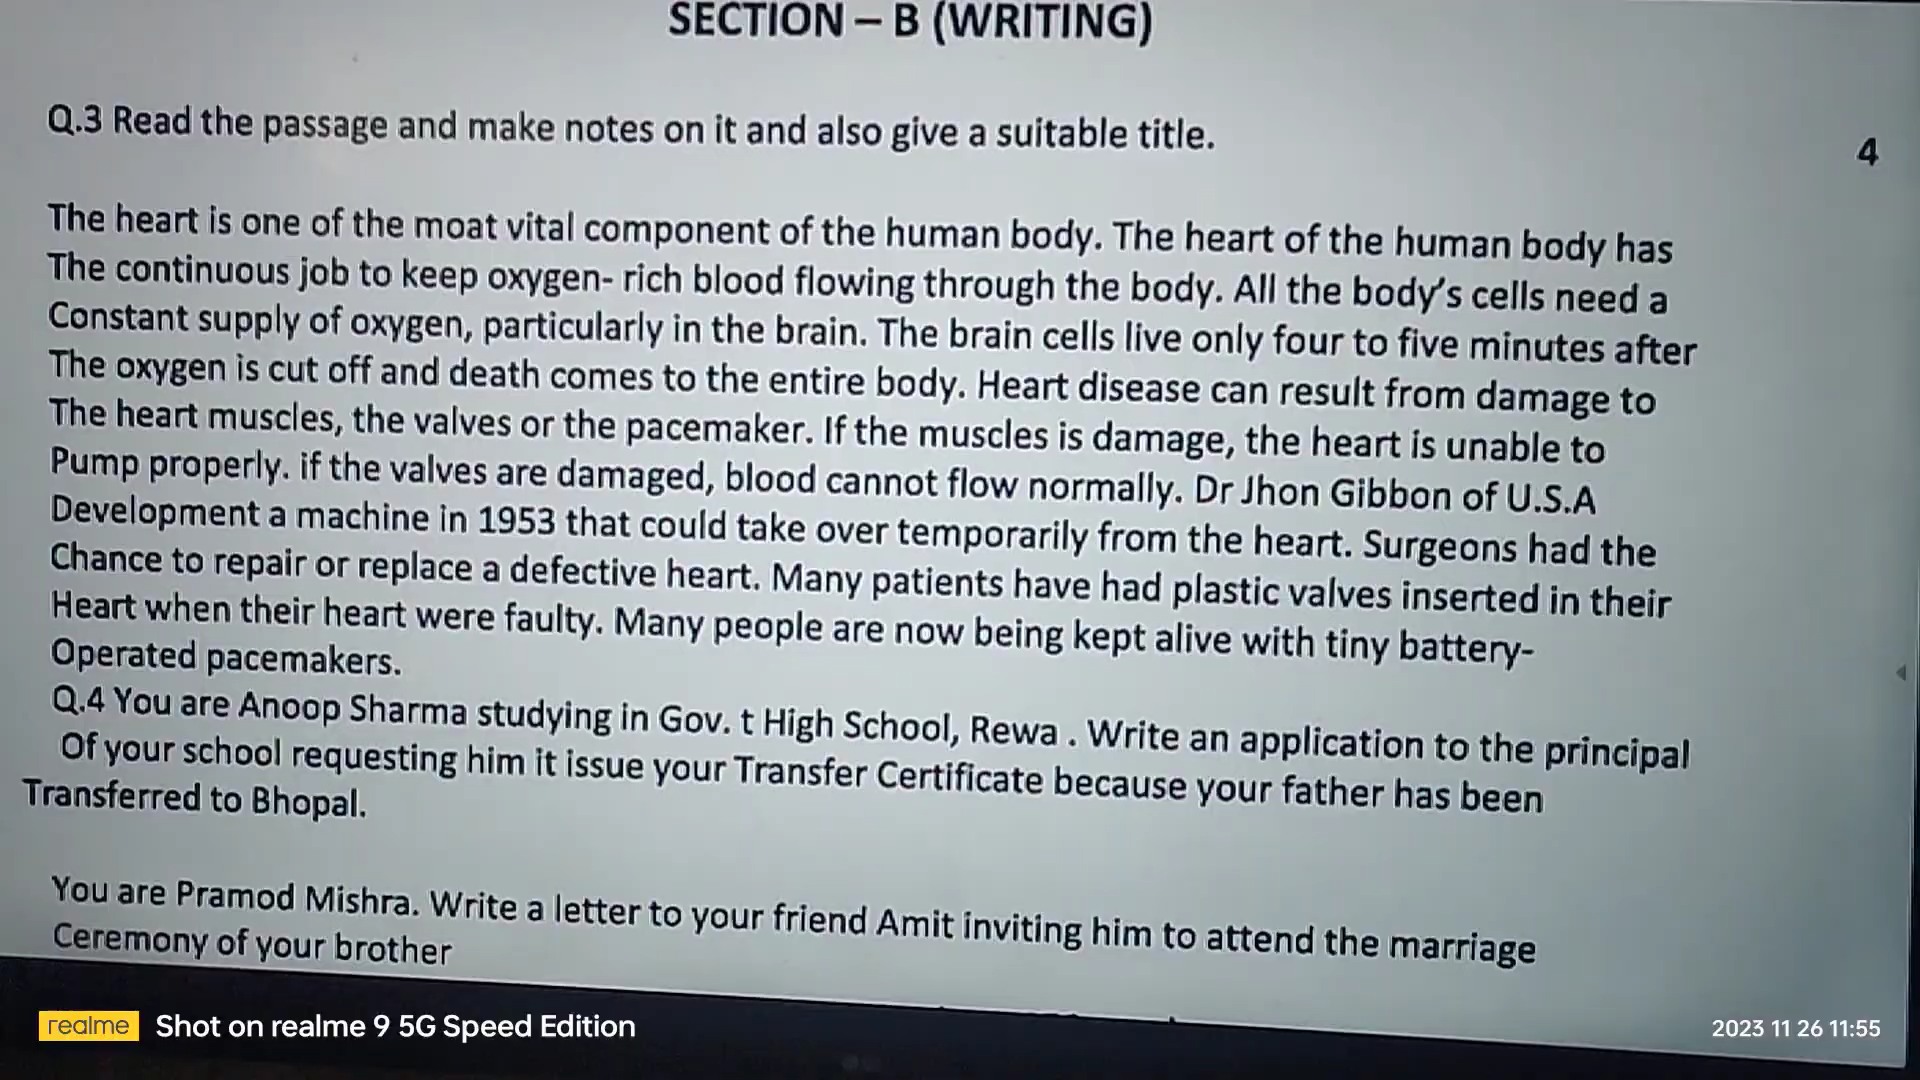 SECTION – B (WRITING)
Q.3 Read the passage and make notes on it and also give a suitable title.
4
The heart is one of the moat vital component of the human body. The heart of the human body has
The continuous job to keep oxygen- rich blood flowing through the body. All the body's cells need a
Constant supply of oxygen, particularly in the brain. The brain cells live only four to five minutes after
The oxygen is cut off and death comes to the entire body. Heart disease can result from damage to
The heart muscles, the valves or the pacemaker. If the muscles is damage, the heart is unable to
Pump properly. if the valves are damaged, blood cannot flow normally. Dr Jhon Gibbon of U.S.A
Development a machine in 1953 that could take over temporarily from the heart. Surgeons had the
Chance to repair or replace a defective heart. Many patients have had plastic valves inserted in their
Heart when their heart were faulty. Many people are now being kept alive with tiny battery-
Operated pacemakers.
Q.4 You are Anoop Sharma studying in Gov. t High School, Rewa . Write an application to the principal
Of your school requesting him it issue your Transfer Certificate because your father has been
Transferred to Bhopal.
You are Pramod Mishra. Write a letter to your friend Amit inviting him to attend the marriage
Ceremony of your brother
realme Shot on realme 9 5G Speed Edition
2023 11 26 11:55